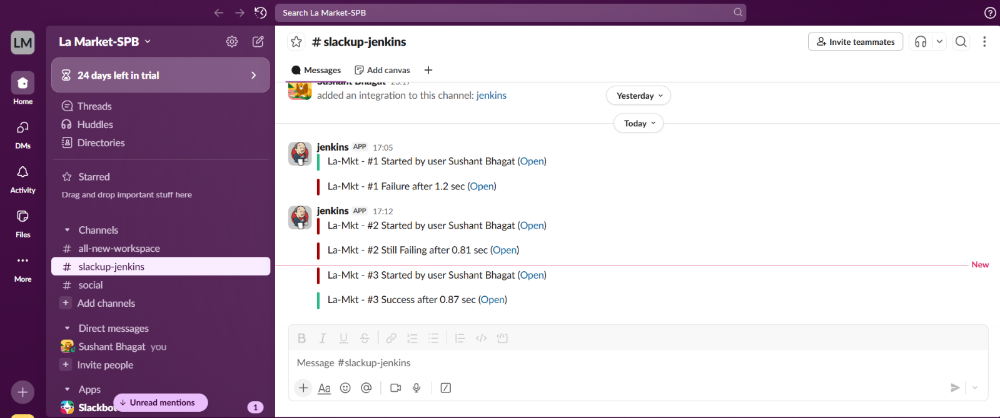 Search La Market-SPB
LM
La Market-SPB
24 days left in trial
Home
Threads
Huddles
DMs
Directories
Starred
Activity
Drag and drop important stuff here
Channels
Files
# all-new-workspace
# slackup-jenkins
More
# social
+ Add channels
Direct messages
Sushant Bhagat you
+ Invite people
Apps
Slackbot
↓ Unread mentions
1
# slackup-jenkins
Invite teammates
Messages
Add canvas
+
Sushant Bhagat 23:17
added an integration to this channel: jenkins
Yesterday
Today
jenkins APP 17:05
La-Mkt - #1 Started by user Sushant Bhagat (Open)
La-Mkt - #1 Failure after 1.2 sec (Open)
jenkins APP 17:12
La-Mkt - #2 Started by user Sushant Bhagat (Open)
La-Mkt - #2 Still Failing after 0.81 sec (Open)
New
La-Mkt - #3 Started by user Sushant Bhagat (Open)
La-Mkt - #3 Success after 0.87 sec (Open)
B I U S
Message #slackup-jenkins
+ Aa @